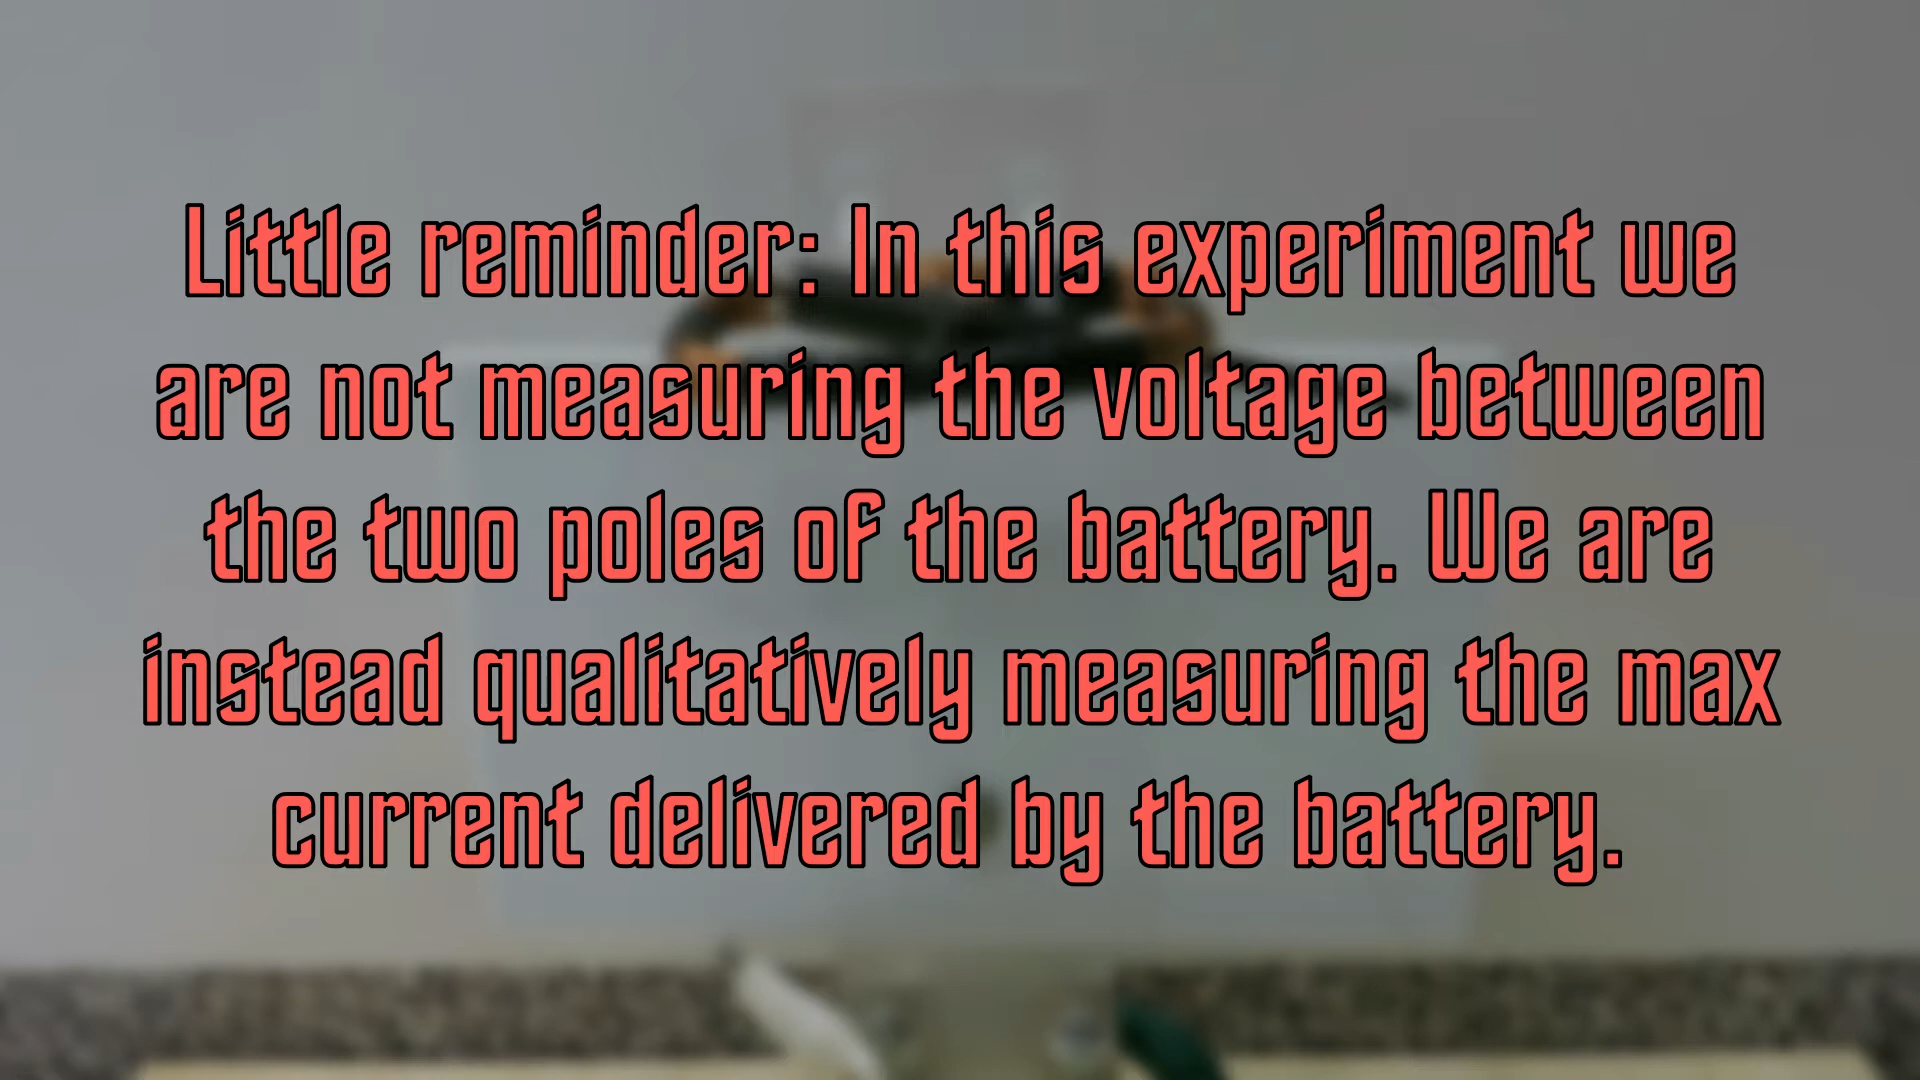 Little reminder: In this experiment we
are not measuring the voltage between
the two poles of the battery. We are
instead qualitatively measuring the max
current delivered by the battery.